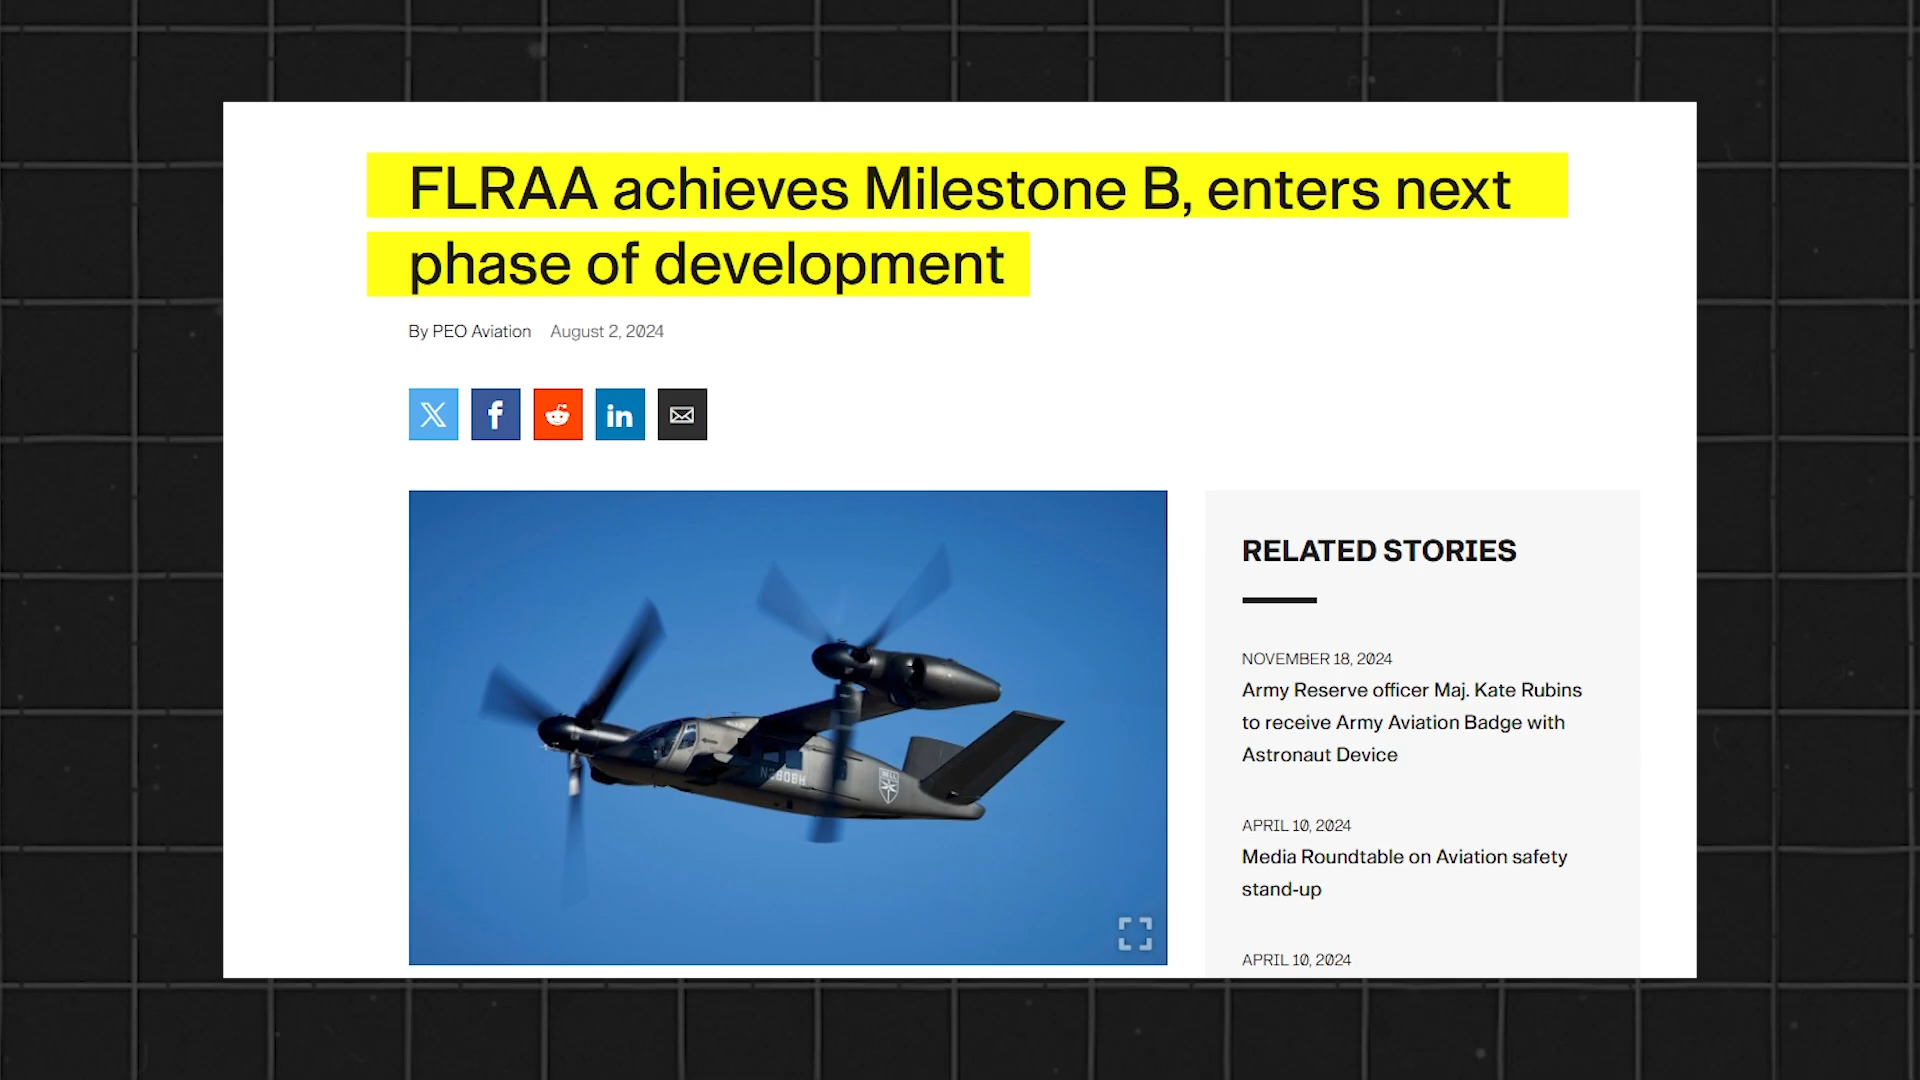 FLRAA achieves Milestone B, enters next
phase of development
By PEO Aviation August 2, 2024
RELATED STORIES
NOVEMBER 18, 2024
Army Reserve officer Maj. Kate Rubins
to receive Army Aviation Badge with
Astronaut Device
APRIL 10, 2024
Media Roundtable on Aviation safety
stand-up
APRIL 10, 2024
BELL